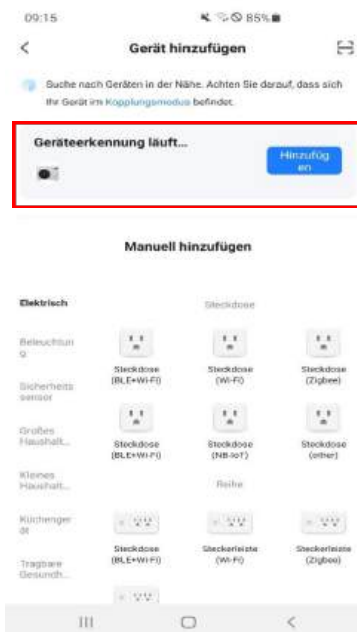 09:15
85%
Gerät hinzufügen
Suche nach Geräten in der Nähe. Achten Sie darauf, dass sich
Ihr Gerät im Kopplungsmodus befindet.
Geräteerkennung läuft...
Hinzufüg
en
Manuell hinzufügen
Elektrisch
Steckdose
Beleuchtun
g
Steckdose
(BLE+Wi-Fi)
Steckdose
(Wi-Fi)
Steckdose
(Zigbee)
Sicherheits
sensor
Großes
Haushalt...
Steckdose
(BLE+Wi-Fi)
Steckdose
(NB-IoT)
Steckdose
(other)
Kleines
Haushalt...
Reihe
Küchenger
ät
Steckdose
(BLE+Wi-Fi)
Steckerleiste
(Wi-Fi)
Steckerleiste
(Zigbee)
Tragbare
Gesundh...